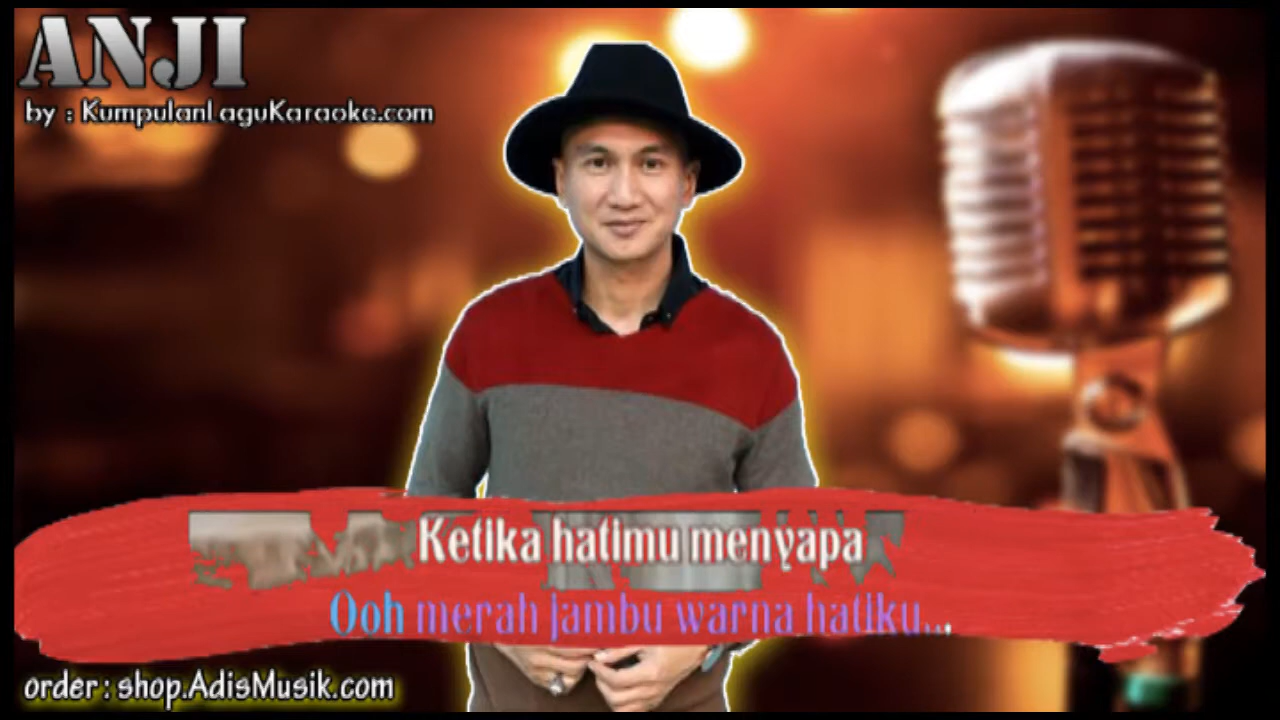 ANJI
by : KumpulanLaguKaraoke.com
Ketika hatimu menyapa
Ooh merah jambu warna hatiku...
order : shop.AdisMusik.com